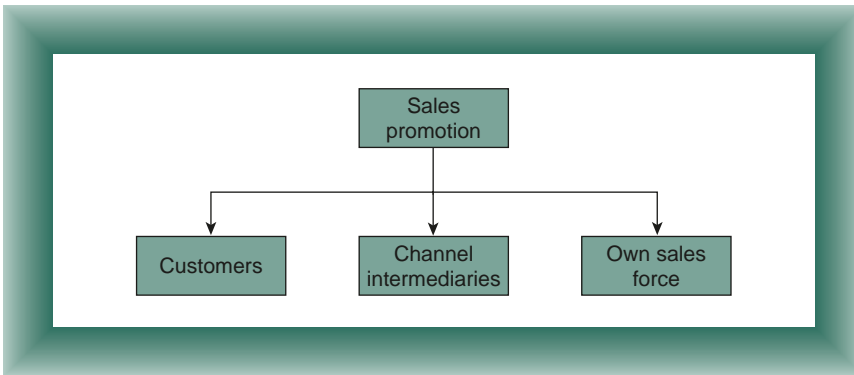 Sales
promotion
Customers
Channel
intermediaries
Own sales
force